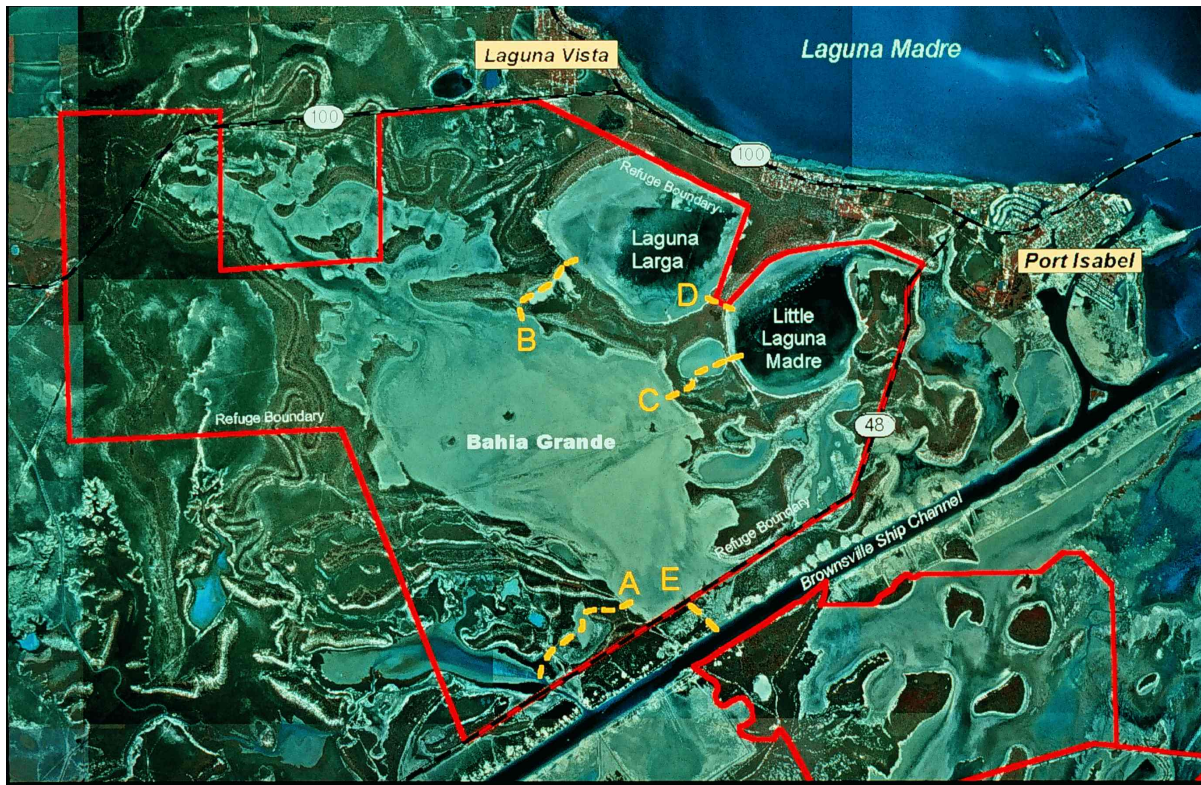 Laguna Vista
Laguna Madre
100
100
Refuge Boundary
Laguna
Larga
Port Isabel
D
B
Little
Laguna
Madre
C
Refuge Boundary
48
Bahia Grande
Refuge Boundary
Brownsville Ship Channel
A
E